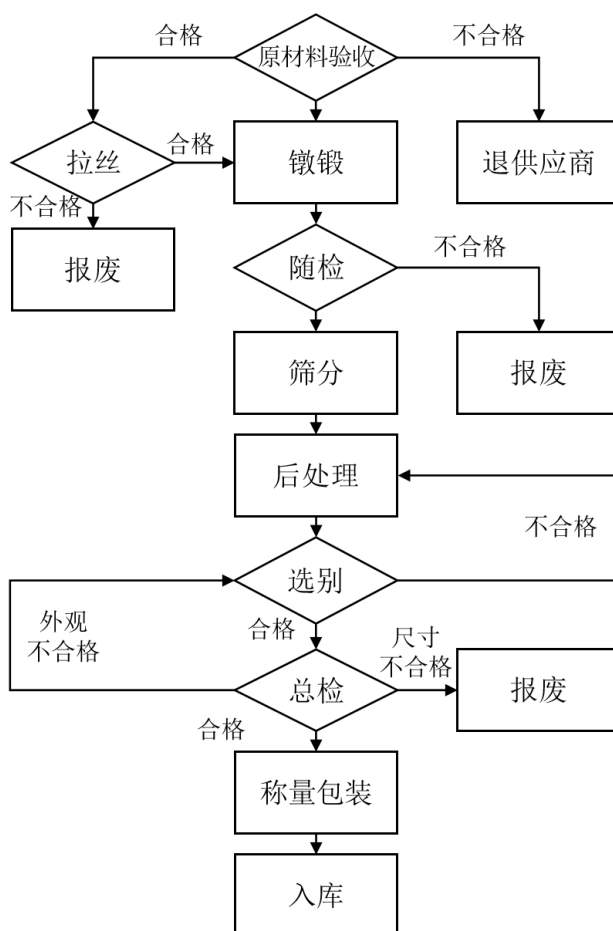 合格
原材料验收
不合格
拉丝
合格
镦锻
退供应商
不合格
报废
随检
不合格
筛分
报废
后处理
不合格
选别
外观
不合格
合格
尺寸
不合格
总检
报废
合格
称量包装
入库